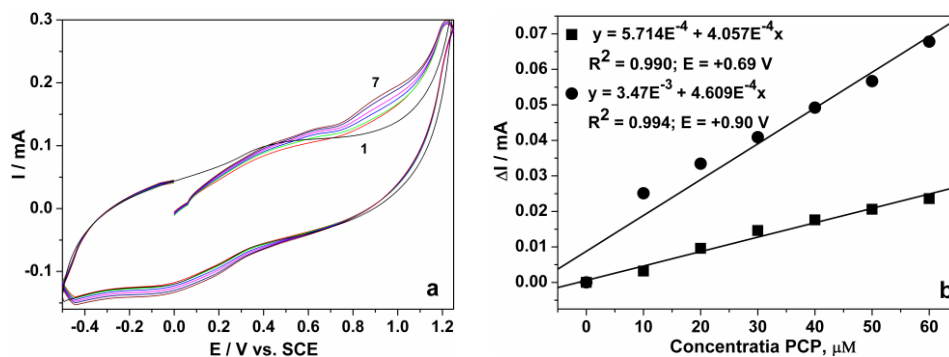 0.3
0.2
0.1
0.0
-0.1
I / mA
7
1
a
-0.4 -0.2 0.0 0.2 0.4 0.6 0.8 1.0 1.2
E / V vs. SCE
0.07
0.06
0.05
0.04
0.03
0.02
0.01
0.00
ΔI / mA
y = 5.714E-4 + 4.057E-4x
R2 = 0.990; E = +0.69 V
y = 3.47E-3 + 4.609E-4x
R2 = 0.994; E = +0.90 V
b
0 10 20 30 40 50 60
Concentratia PCP, μM